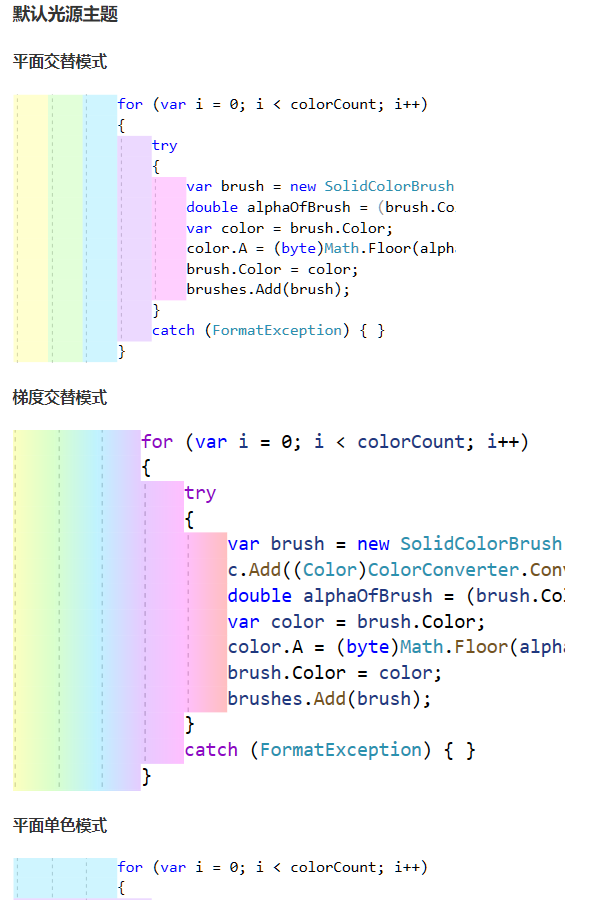 默认光源主题
平面交替模式
for (var i = 0; i < colorCount; i++)
{
try
{
var brush = new SolidColorBrush
double alphaOfBrush = (brush.Co
var color = brush.Color;
color.A = (byte)Math.Floor(alph
brush.Color = color;
brushes.Add(brush);
}
catch (FormatException) { }
}
梯度交替模式
for (var i = 0; i < colorCount; i++)
{
try
{
var brush = new SolidColorBrush
c.Add((Color)ColorConverter.Conv
double alphaOfBrush = (brush.Col
var color = brush.Color;
color.A = (byte)Math.Floor(alpha
brush.Color = color;
brushes.Add(brush);
}
catch (FormatException) { }
}
平面单色模式
for (var i = 0; i < colorCount; i++)
{